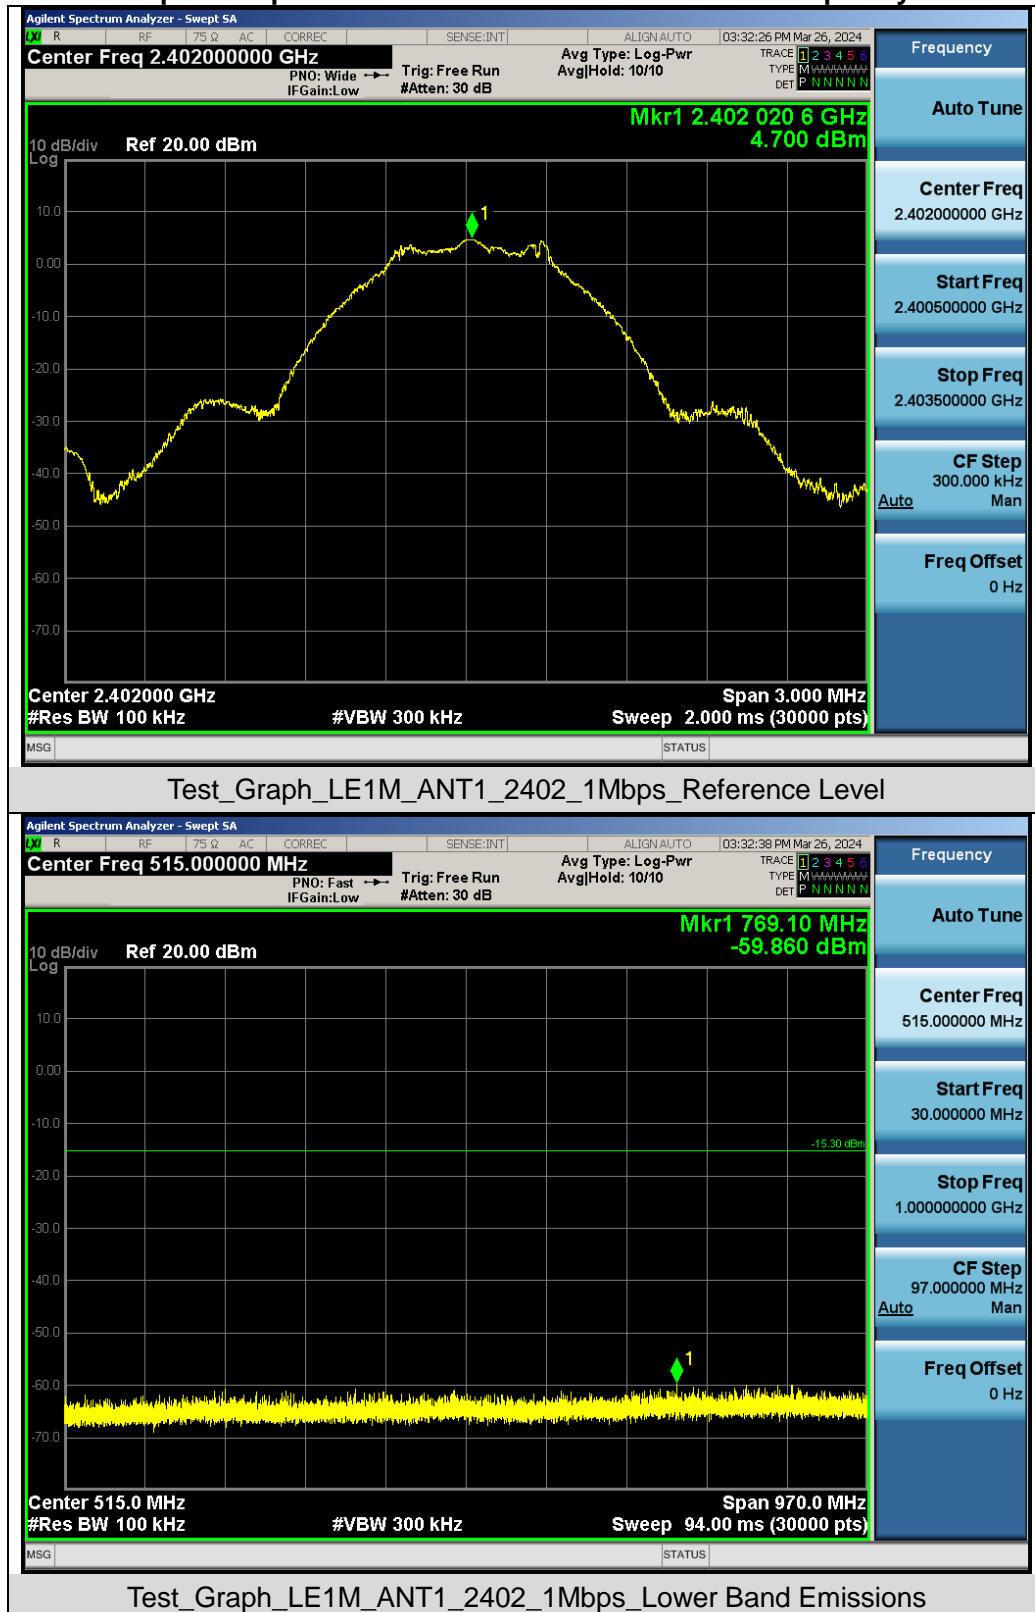 Agilent Spectrum Analyzer - Swept SA
LXI R RF 75 Ω AC CORREC SENSE:INT ALIGN AUTO 03:32:26 PM Mar 26, 2024
Center Freq 2.402000000 GHz
PNO: Wide
IFGain:Low
Trig: Free Run
#Atten: 30 dB
Avg Type: Log-Pwr
Avg|Hold: 10/10
TRACE 1 2 3 4 5 6
TYPE M
DET P N N N N N
Mkr1 2.402 020 6 GHz
4.700 dBm
10 dB/div Ref 20.00 dBm
Log
10.0
1
0.00
-10.0
-20.0
-30.0
-40.0
-50.0
-60.0
-70.0
Center 2.402000 GHz Span 3.000 MHz
#Res BW 100 kHz #VBW 300 kHz Sweep 2.000 ms (30000 pts)
MSG STATUS
Frequency
Auto Tune
Center Freq
2.402000000 GHz
Start Freq
2.400500000 GHz
Stop Freq
2.403500000 GHz
CF Step
300.000 kHz
Auto Man
Freq Offset
0 Hz
Test_Graph_LE1M_ANT1_2402_1Mbps_Reference Level
Agilent Spectrum Analyzer - Swept SA
LXI R RF 75 Ω AC CORREC SENSE:INT ALIGN AUTO 03:32:38 PM Mar 26, 2024
Center Freq 515.000000 MHz
PNO: Fast
IFGain:Low
Trig: Free Run
#Atten: 30 dB
Avg Type: Log-Pwr
Avg|Hold: 10/10
TRACE 1 2 3 4 5 6
TYPE M
DET P N N N N N
Mkr1 769.10 MHz
-59.860 dBm
10 dB/div Ref 20.00 dBm
Log
10.0
0.00
-10.0
-15.30 dBm
-20.0
-30.0
-40.0
-50.0
1
-60.0
-70.0
Center 515.0 MHz Span 970.0 MHz
#Res BW 100 kHz #VBW 300 kHz Sweep 94.00 ms (30000 pts)
MSG STATUS
Frequency
Auto Tune
Center Freq
515.000000 MHz
Start Freq
30.000000 MHz
Stop Freq
1.000000000 GHz
CF Step
97.000000 MHz
Auto Man
Freq Offset
0 Hz
Test_Graph_LE1M_ANT1_2402_1Mbps_Lower Band Emissions